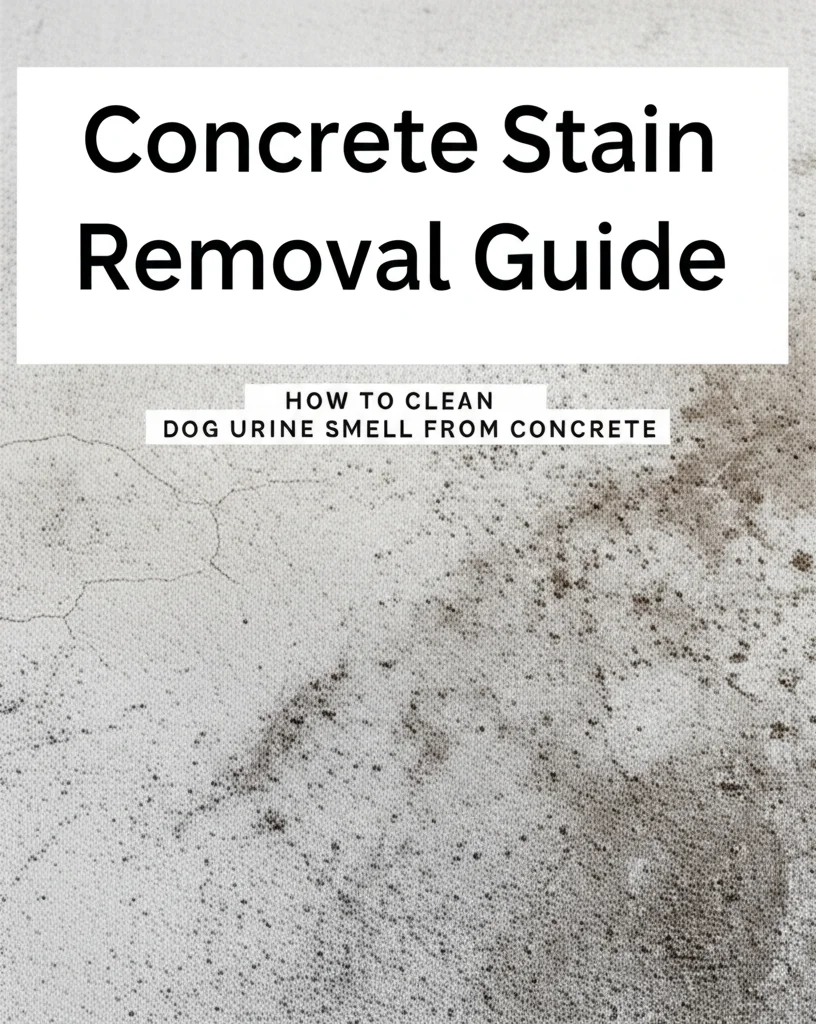 Concrete Stain
Removal Guide
HOW TO CLEAN
DOG URINE SMELL FROM CONCRETE